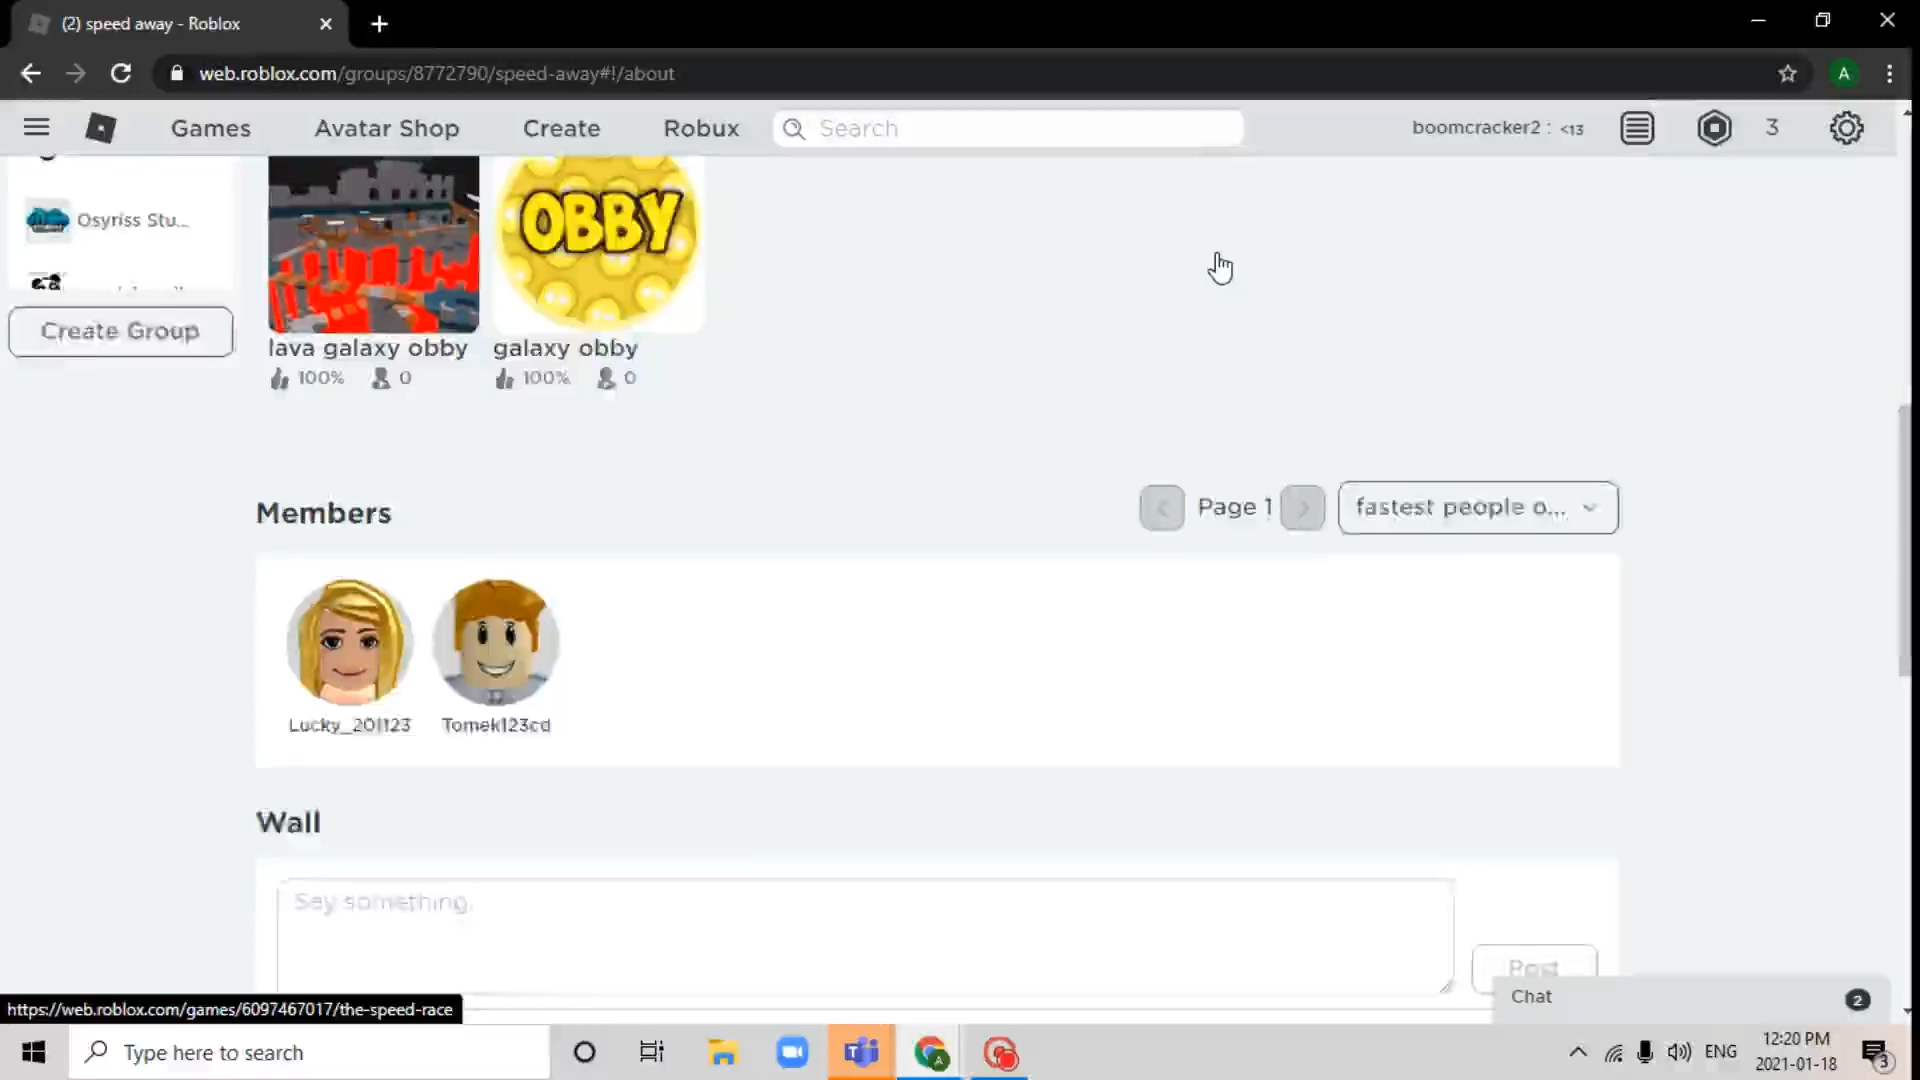 (2) speed away - Roblox
web.roblox.com/groups/8772790/speed-away#!/about
A
Games
Avatar Shop
Create
Robux
Search
boomcracker2 : <13
3
Osyriss Stu...
Create Group
OBBY
lava galaxy obby
100% 0
galaxy obby
100% 0
Members
Page 1
fastest people o...
Lucky_201123
Tomek123cd
Wall
Say something.
Post
Chat
2
https://web.roblox.com/games/6097467017/the-speed-race
Type here to search
A
ENG
12:20 PM
2021-01-18
3